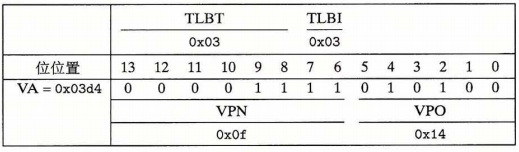 TLBT TLBI
0x03 0x03
位位置 13 12 11 10 9 8 7 6 5 4 3 2 1 0
VA = 0x03d4 0 0 0 0 1 1 1 1 0 1 0 1 0 0
VPN VPO
0x0f 0x14